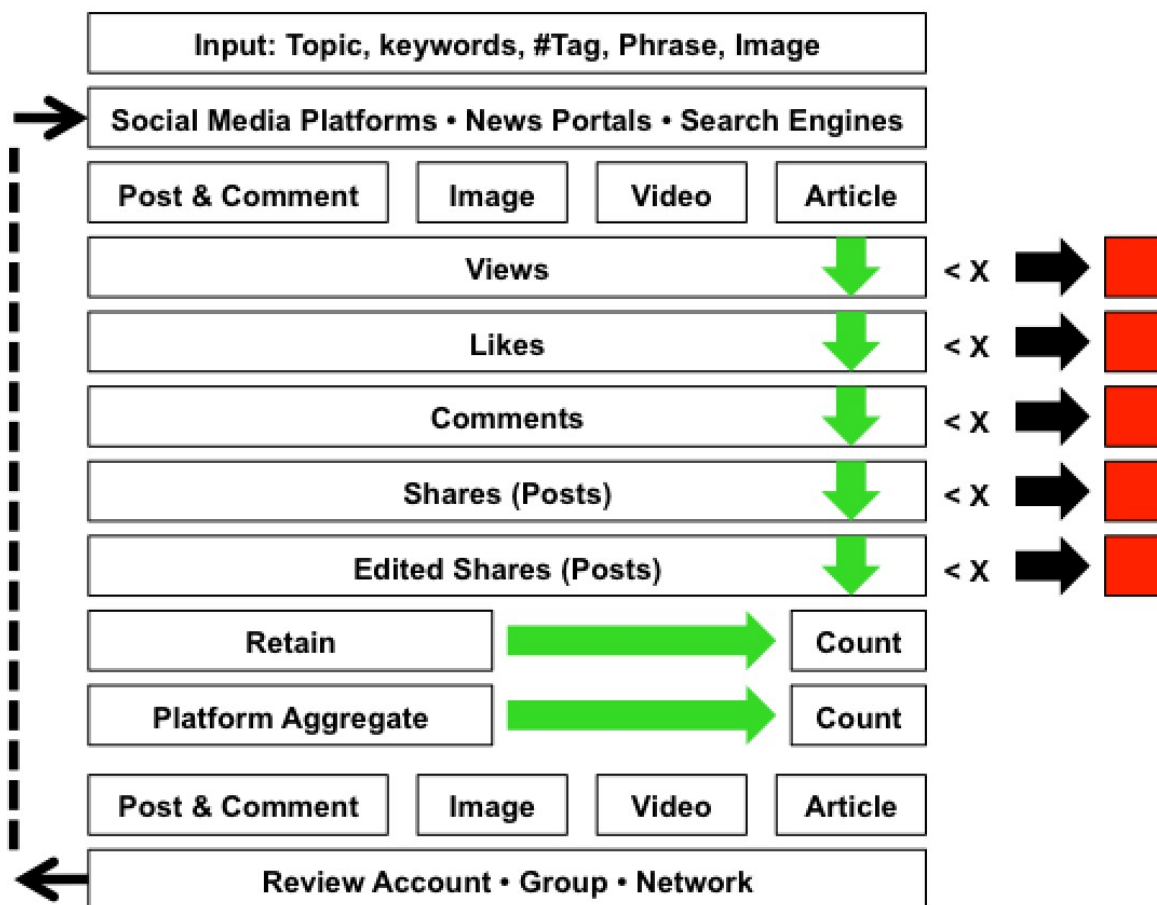 Input: Topic, keywords, #Tag, Phrase, Image
Social Media Platforms • News Portals • Search Engines
Post & Comment Image Video Article
Views < X
Likes < X
Comments < X
Shares (Posts) < X
Edited Shares (Posts) < X
Retain Count
Platform Aggregate Count
Post & Comment Image Video Article
Review Account • Group • Network